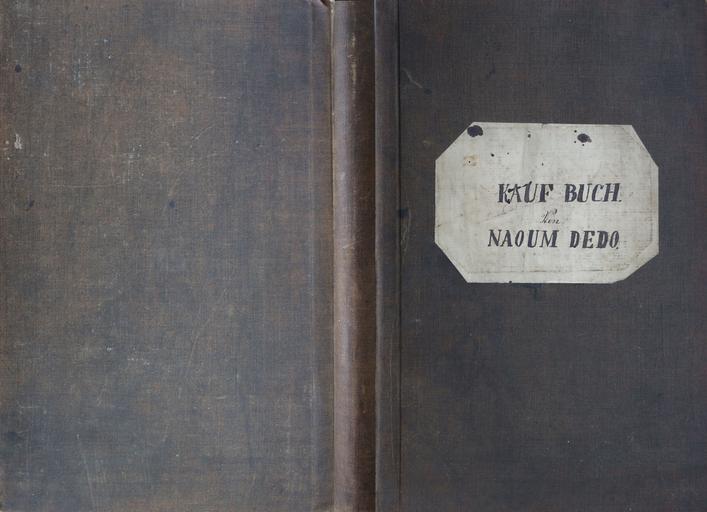 KAUF BUCH.
Von
NAOUM DEDO.